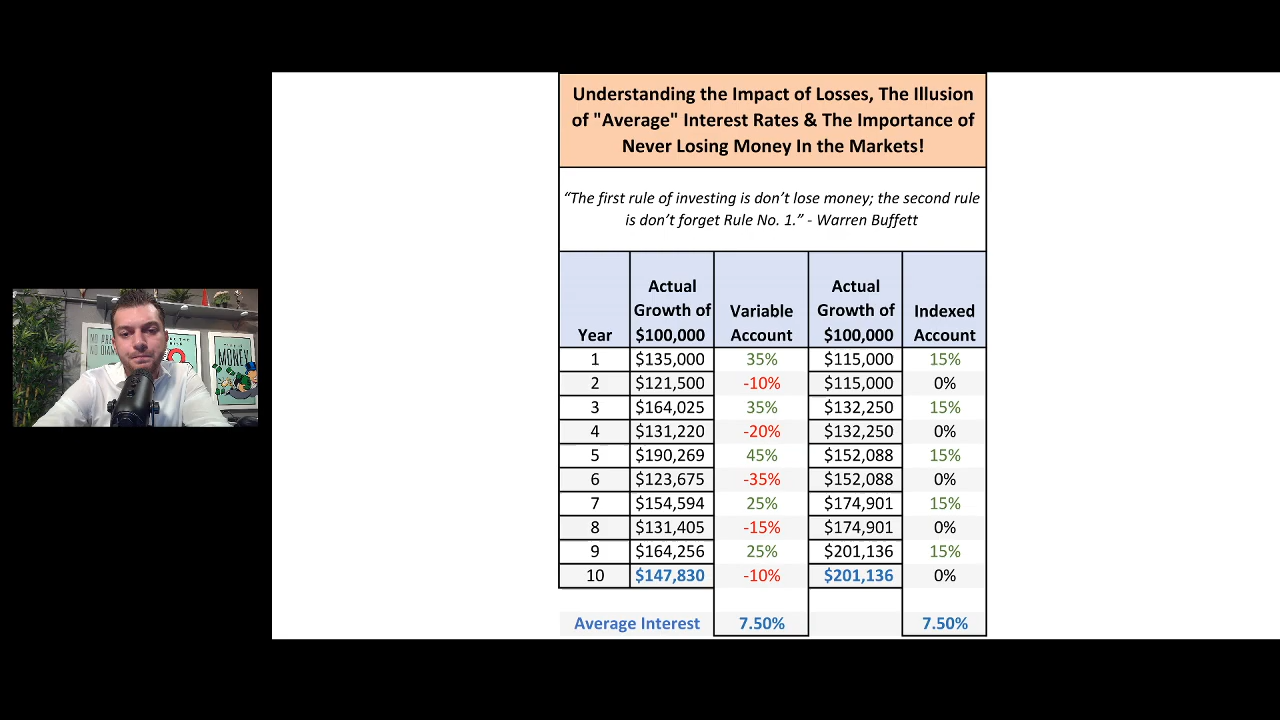 Understanding the Impact of Losses, The Illusion
of "Average" Interest Rates & The Importance of
Never Losing Money In the Markets!
“The first rule of investing is don’t lose money; the second rule
is don’t forget Rule No. 1.” - Warren Buffett
Year | Actual Growth of $100,000 | Variable Account | Actual Growth of $100,000 | Indexed Account
1 $135,000 35% $115,000 15%
2 $121,500 -10% $115,000 0%
3 $164,025 35% $132,250 15%
4 $131,220 -20% $132,250 0%
5 $190,269 45% $152,088 15%
6 $123,675 -35% $152,088 0%
7 $154,594 25% $174,901 15%
8 $131,405 -15% $174,901 0%
9 $164,256 25% $201,136 15%
10 $147,830 -10% $201,136 0%
Average Interest 7.50% 7.50%
MONEY